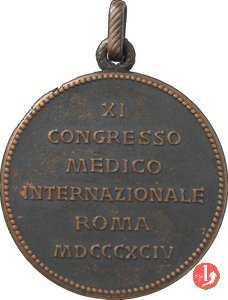 XI
CONGRESSO
MEDICO
INTERNAZIONALE
ROMA
MDCCCXCIV